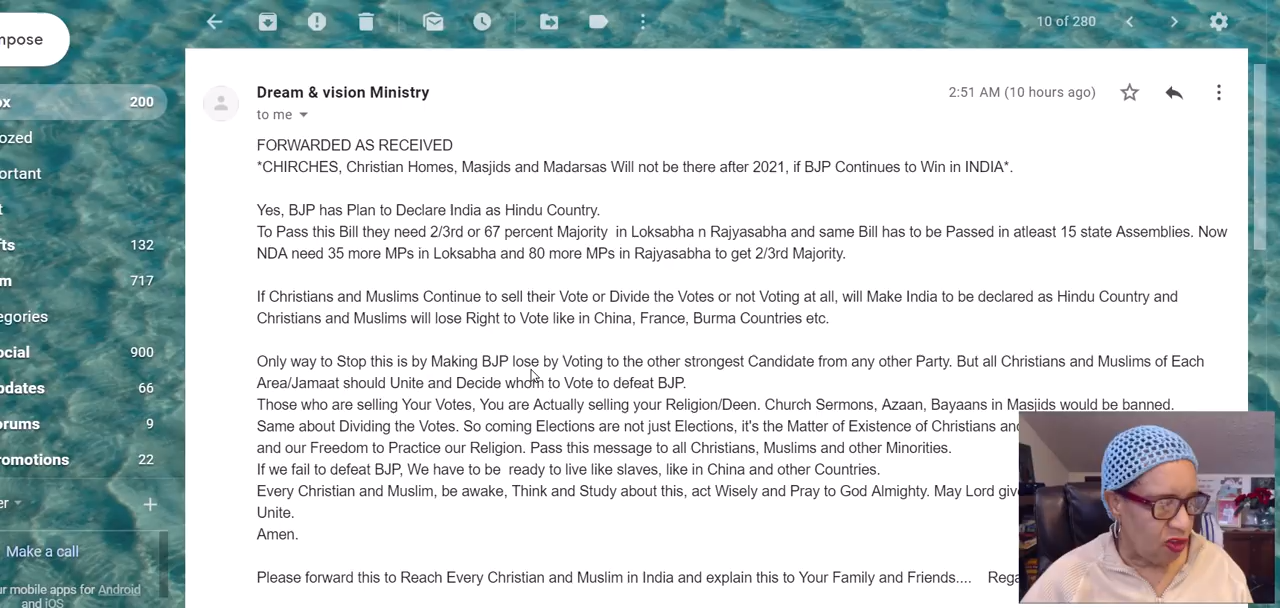 mpose
10 of 280
ox 200
ozed
ortant
t
fts 132
m 717
egories
ocial 900
pdates 66
orums 9
romotions 22
er
Make a call
ur mobile apps for Android
and iOS
Dream & vision Ministry
2:51 AM (10 hours ago)
to me
FORWARDED AS RECEIVED
*CHIRCHES, Christian Homes, Masjids and Madarsas Will not be there after 2021, if BJP Continues to Win in INDIA*.
Yes, BJP has Plan to Declare India as Hindu Country.
To Pass this Bill they need 2/3rd or 67 percent Majority in Loksabha n Rajyasabha and same Bill has to be Passed in atleast 15 state Assemblies. Now
NDA need 35 more MPs in Loksabha and 80 more MPs in Rajyasabha to get 2/3rd Majority.
If Christians and Muslims Continue to sell their Vote or Divide the Votes or not Voting at all, will Make India to be declared as Hindu Country and
Christians and Muslims will lose Right to Vote like in China, France, Burma Countries etc.
Only way to Stop this is by Making BJP lose by Voting to the other strongest Candidate from any other Party. But all Christians and Muslims of Each
Area/Jamaat should Unite and Decide whom to Vote to defeat BJP.
Those who are selling Your Votes, You are Actually selling your Religion/Deen. Church Sermons, Azaan, Bayaans in Masjids would be banned.
Same about Dividing the Votes. So coming Elections are not just Elections, it's the Matter of Existence of Christians and
and our Freedom to Practice our Religion. Pass this message to all Christians, Muslims and other Minorities.
If we fail to defeat BJP, We have to be ready to live like slaves, like in China and other Countries.
Every Christian and Muslim, be awake, Think and Study about this, act Wisely and Pray to God Almighty. May Lord giv
Unite.
Amen.
Please forward this to Reach Every Christian and Muslim in India and explain this to Your Family and Friends.... Rega